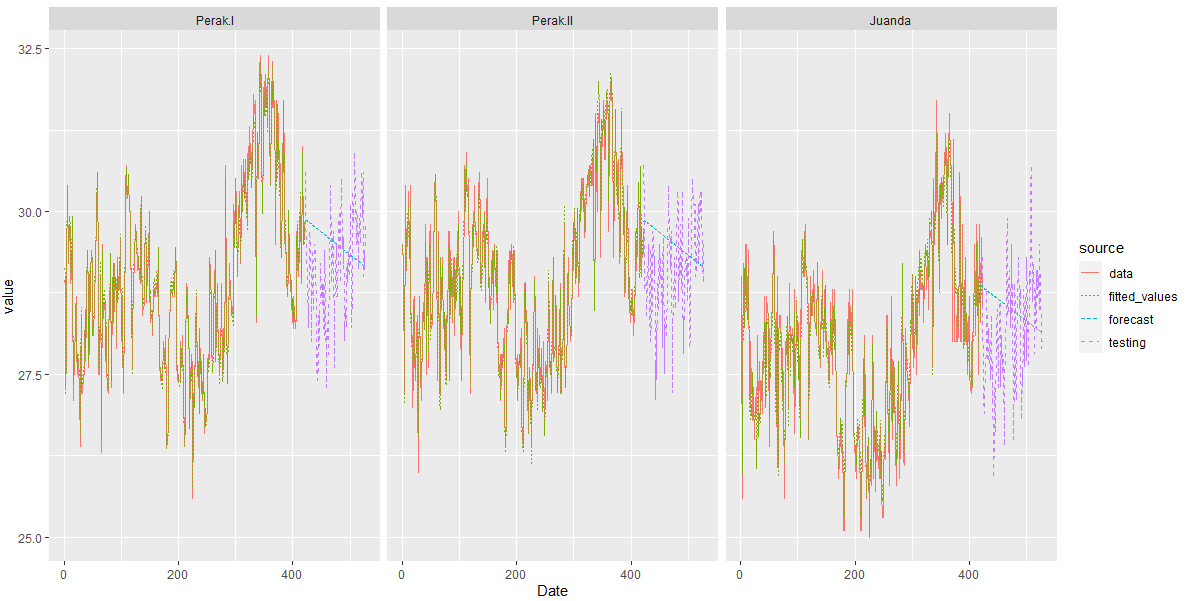 Perak.I Perak.II Juanda
32.5
30.0
27.5
25.0
value
0 200 400 0 200 400 0 200 400
Date
source
data
fitted_values
forecast
testing